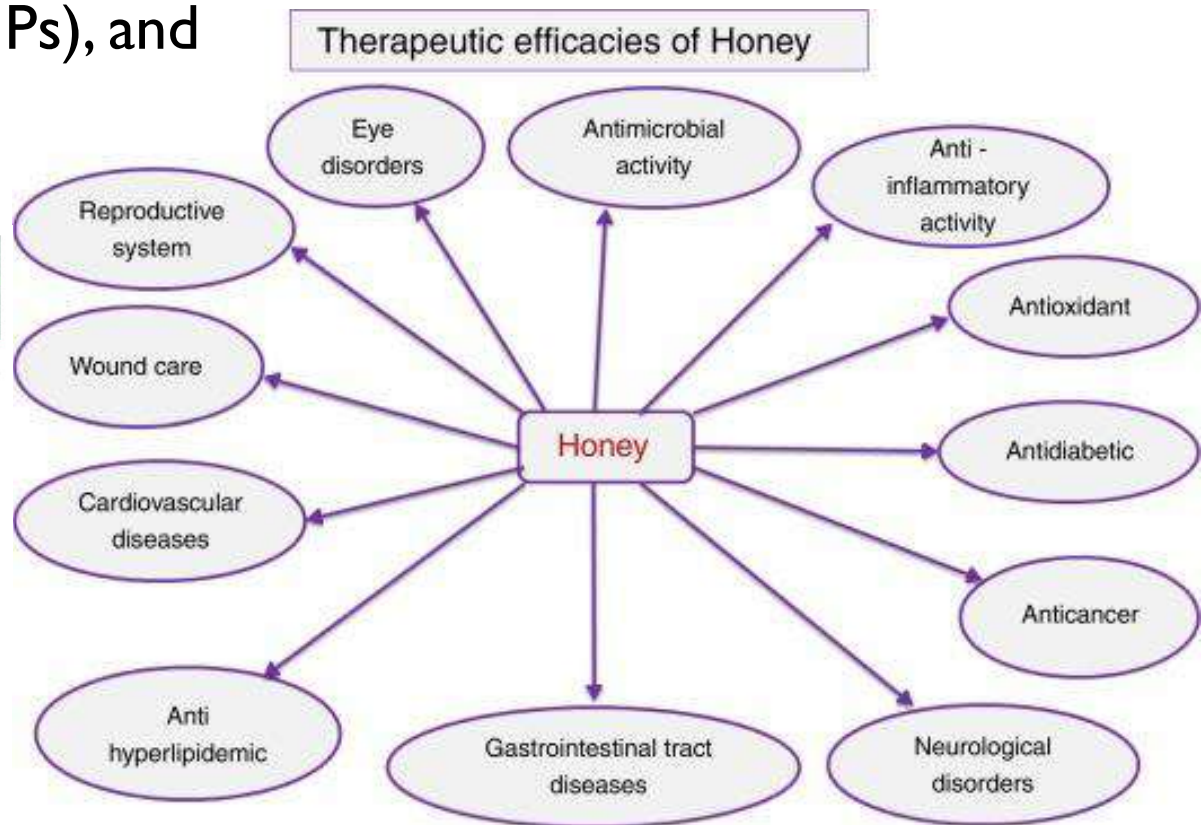 Ps), and
Therapeutic efficacies of Honey
Eye
disorders
Antimicrobial
activity
Anti -
inflammatory
activity
Reproductive
system
Antioxidant
Wound care
Honey
Antidiabetic
Cardiovascular
diseases
Anticancer
Anti
hyperlipidemic
Gastrointestinal tract
diseases
Neurological
disorders